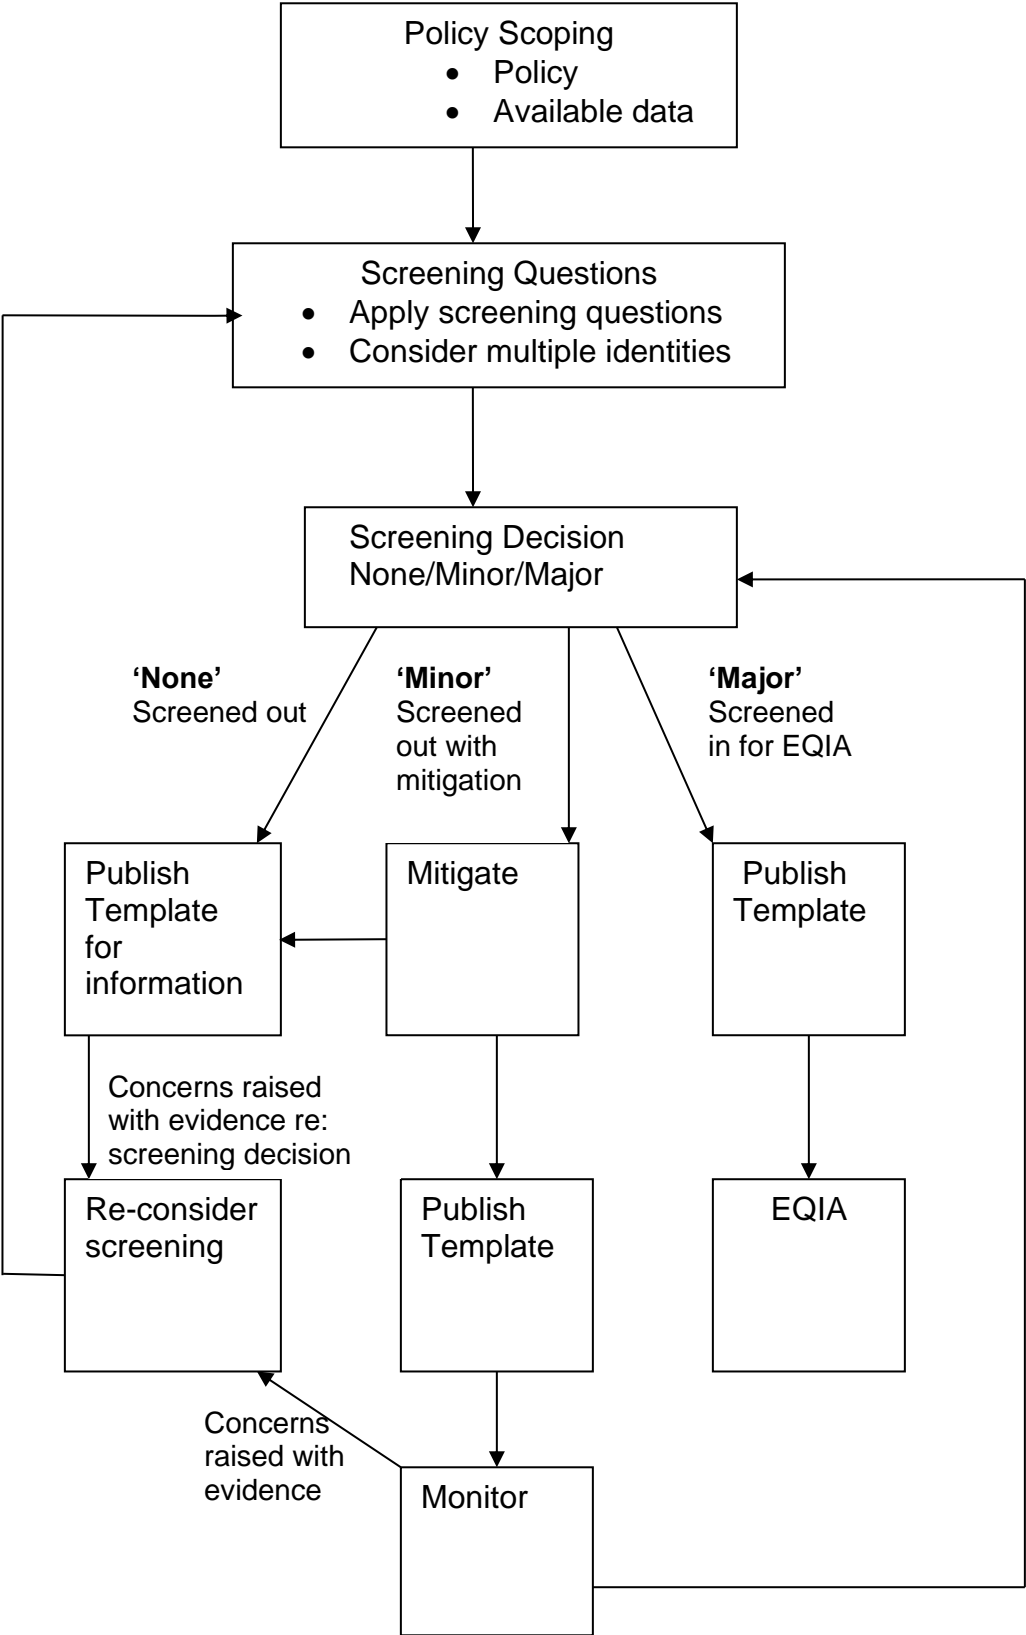 Policy Scoping
• Policy
• Available data
Screening Questions
• Apply screening questions
• Consider multiple identities
Screening Decision
None/Minor/Major
‘None’
Screened out
‘Minor’
Screened
out with
mitigation
‘Major’
Screened
in for EQIA
Publish
Template
for
information
Mitigate
Publish
Template
Concerns raised
with evidence re:
screening decision
Re-consider
screening
Publish
Template
EQIA
Concerns
raised with
evidence
Monitor